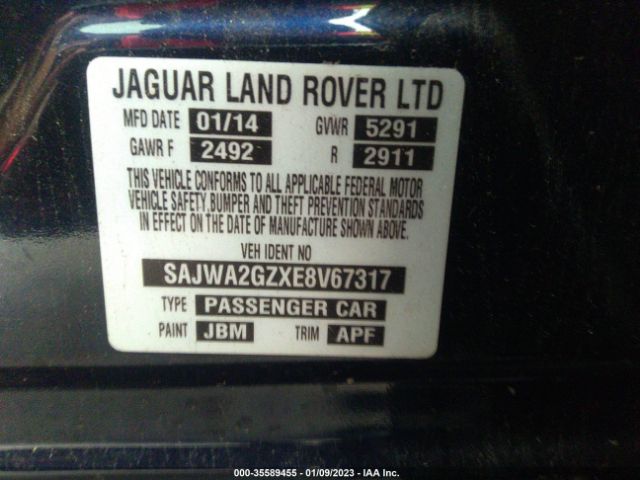 JAGUAR LAND ROVER LTD
MFD DATE 01/14 GVWR 5291
GAWR F 2492 R 2911
THIS VEHICLE CONFORMS TO ALL APPLICABLE FEDERAL MOTOR
VEHICLE SAFETY, BUMPER AND THEFT PREVENTION STANDARDS
IN EFFECT ON THE DATE OF MANUFACTURE SHOWN ABOVE.
VEH IDENT NO
SAJWA2GZXE8V67317
TYPE PASSENGER CAR
PAINT JBM TRIM APF
000-35589455 - 01/09/2023 - IAA Inc.